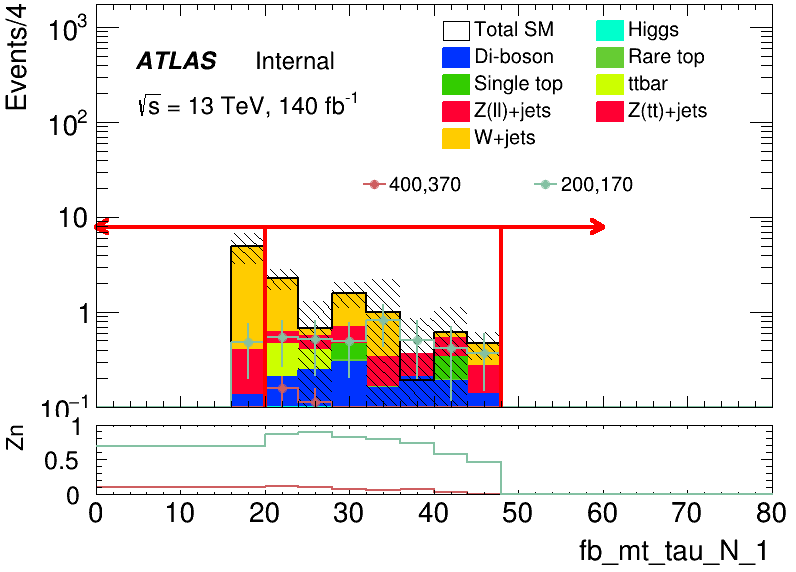 Events/4
10³
10²
10
1
10⁻¹
ATLAS Internal
√s = 13 TeV, 140 fb⁻¹
Total SM
Higgs
Di-boson
Rare top
Single top
ttbar
Z(ll)+jets
Z(tt)+jets
W+jets
400,370
200,170
Zn
1
0.5
0
0 10 20 30 40 50 60 70 80
fb_mt_tau_N_1